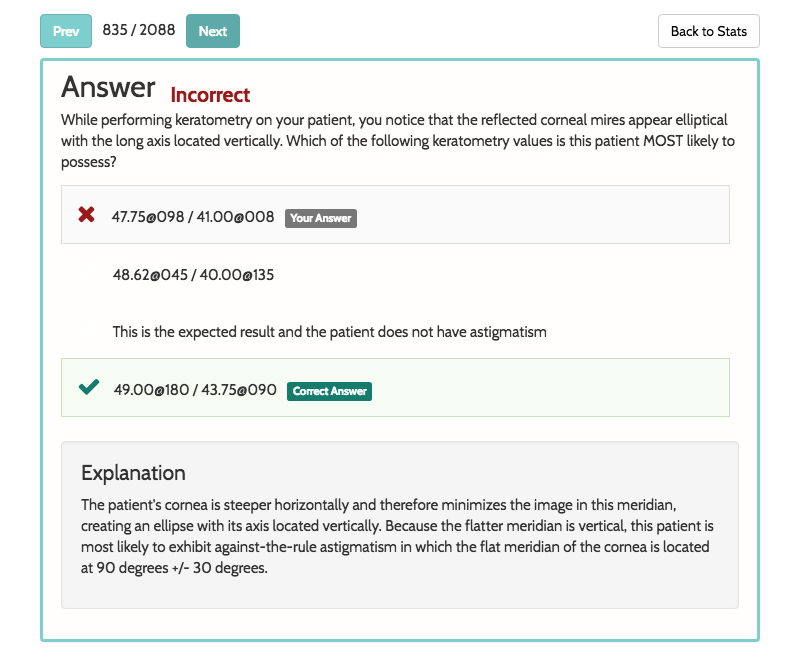 Prev 835 / 2088 Next Back to Stats
Answer Incorrect
While performing keratometry on your patient, you notice that the reflected corneal mires appear elliptical
with the long axis located vertically. Which of the following keratometry values is this patient MOST likely to
possess?
47.75@098 / 41.00@008 Your Answer
48.62@045 / 40.00@135
This is the expected result and the patient does not have astigmatism
49.00@180 / 43.75@090 Correct Answer
Explanation
The patient's cornea is steeper horizontally and therefore minimizes the image in this meridian,
creating an ellipse with its axis located vertically. Because the flatter meridian is vertical, this patient is
most likely to exhibit against-the-rule astigmatism in which the flat meridian of the cornea is located
at 90 degrees +/- 30 degrees.